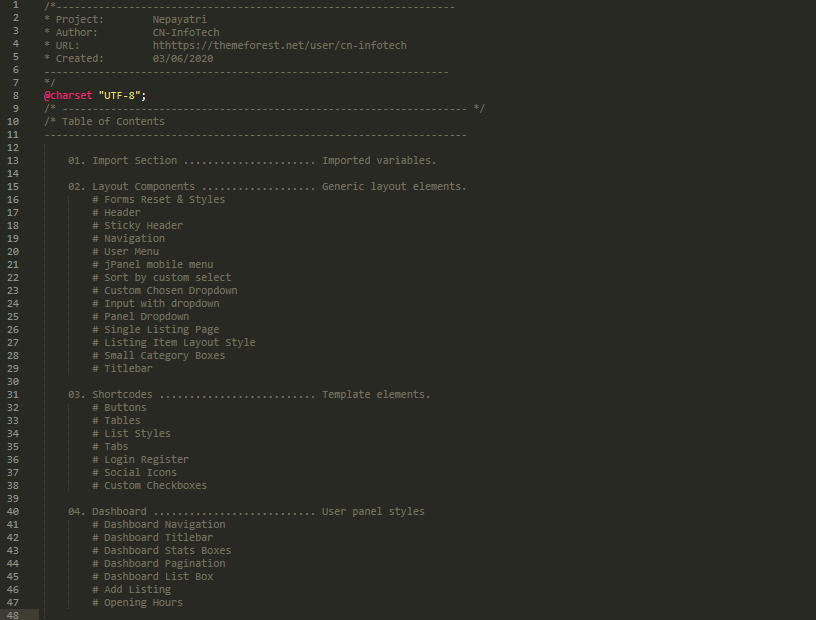 1 /*------------------------------------------------------------------
2 * Project: Nepayatri
3 * Author: CN-InfoTech
4 * URL: hthttps://themeforest.net/user/cn-infotech
5 * Created: 03/06/2020
6 -------------------------------------------------------------------
7 */
8 @charset "UTF-8";
9 /* ------------------------------------------------------------------- */
10 /* Table of Contents
11 ----------------------------------------------------------------------
12
13 01. Import Section ...................... Imported variables.
14
15 02. Layout Components ................... Generic layout elements.
16 # Forms Reset & Styles
17 # Header
18 # Sticky Header
19 # Navigation
20 # User Menu
21 # jPanel mobile menu
22 # Sort by custom select
23 # Custom Chosen Dropdown
24 # Input with dropdown
25 # Panel Dropdown
26 # Single Listing Page
27 # Listing Item Layout Style
28 # Small Category Boxes
29 # Titlebar
30
31 03. Shortcodes .......................... Template elements.
32 # Buttons
33 # Tables
34 # List Styles
35 # Tabs
36 # Login Register
37 # Social Icons
38 # Custom Checkboxes
39
40 04. Dashboard ........................... User panel styles
41 # Dashboard Navigation
42 # Dashboard Titlebar
43 # Dashboard Stats Boxes
44 # Dashboard Pagination
45 # Dashboard List Box
46 # Add Listing
47 # Opening Hours
48